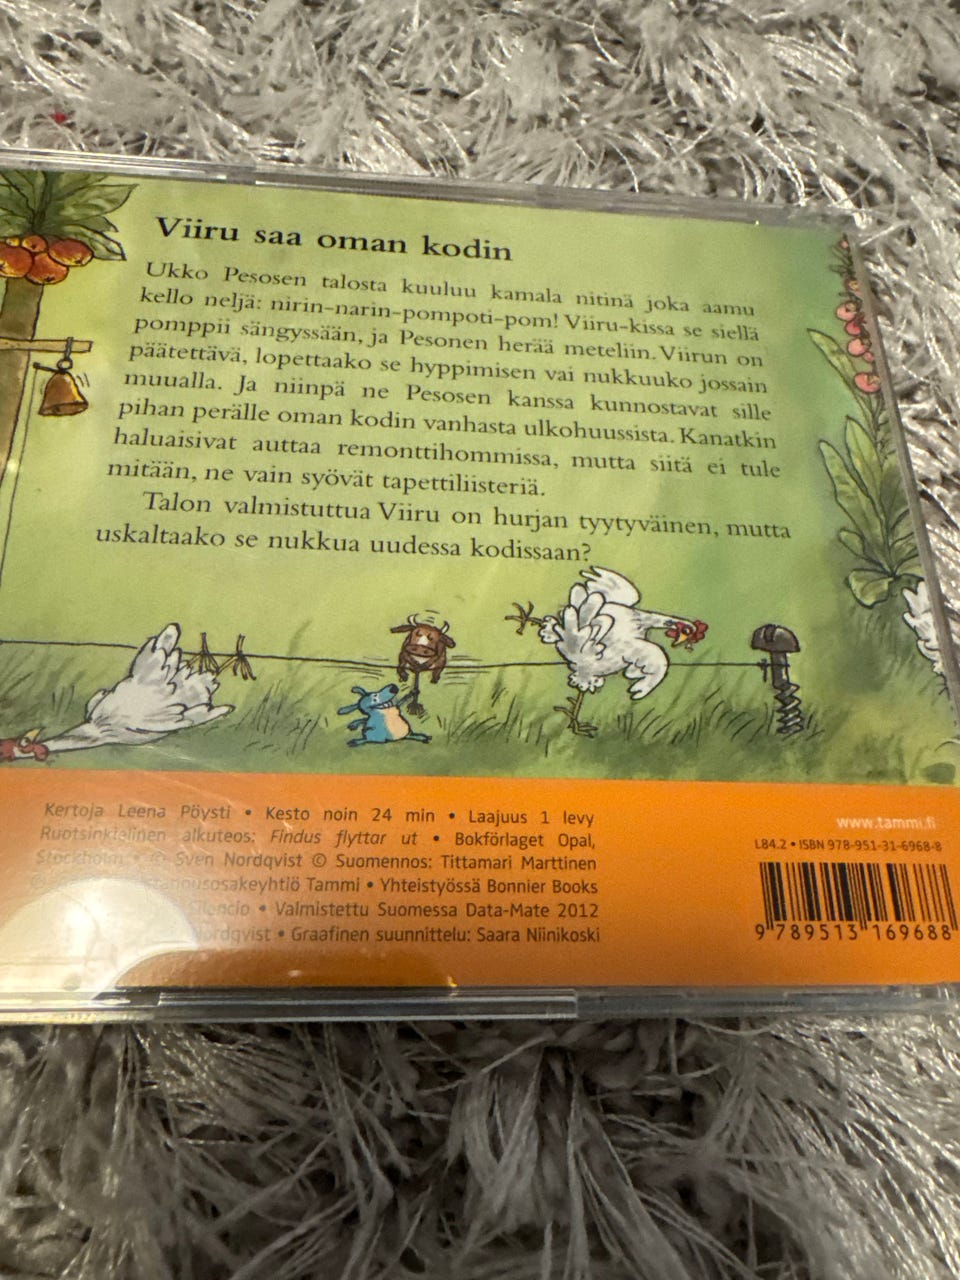 Viiru saa oman kodin
Ukko Pesosen talosta kuuluu kamala nitinä joka aamu
kello neljä: nirin-narin-pompoti-pom! Viiru-kissa se siellä
pomppii sängyssään, ja Pesonen herää meteliin. Viirun on
päätettävä, lopettaako se hyppimisen vai nukkuuko jossain
muualla. Ja niinpä ne Pesosen kanssa kunnostavat sille
pihan perälle oman kodin vanhasta ulkohuussista. Kanatkin
haluaisivat auttaa remonttihommissa, mutta siitä ei tule
mitään, ne vain syövät tapettiliisteriä.
Talon valmistuttua Viiru on hurjan tyytyväinen, mutta
uskaltaako se nukkua uudessa kodissaan?
Kertoja Leena Pöysti • Kesto noin 24 min • Laajuus 1 levy
Ruotsinkielinen alkuteos: Findus flyttar ut • Bokförlaget Opal,
Stockholm • © Sven Nordqvist © Suomennos: Tittamari Marttinen
Kustannusosakeyhtiö Tammi • Yhteistyössä Bonnier Books
Silencio • Valmistettu Suomessa Data-Mate 2012
Nordqvist • Graafinen suunnittelu: Saara Niinikoski
www.tammi.fi
L84.2 • ISBN 978-951-31-6968-8
9 789513 169688